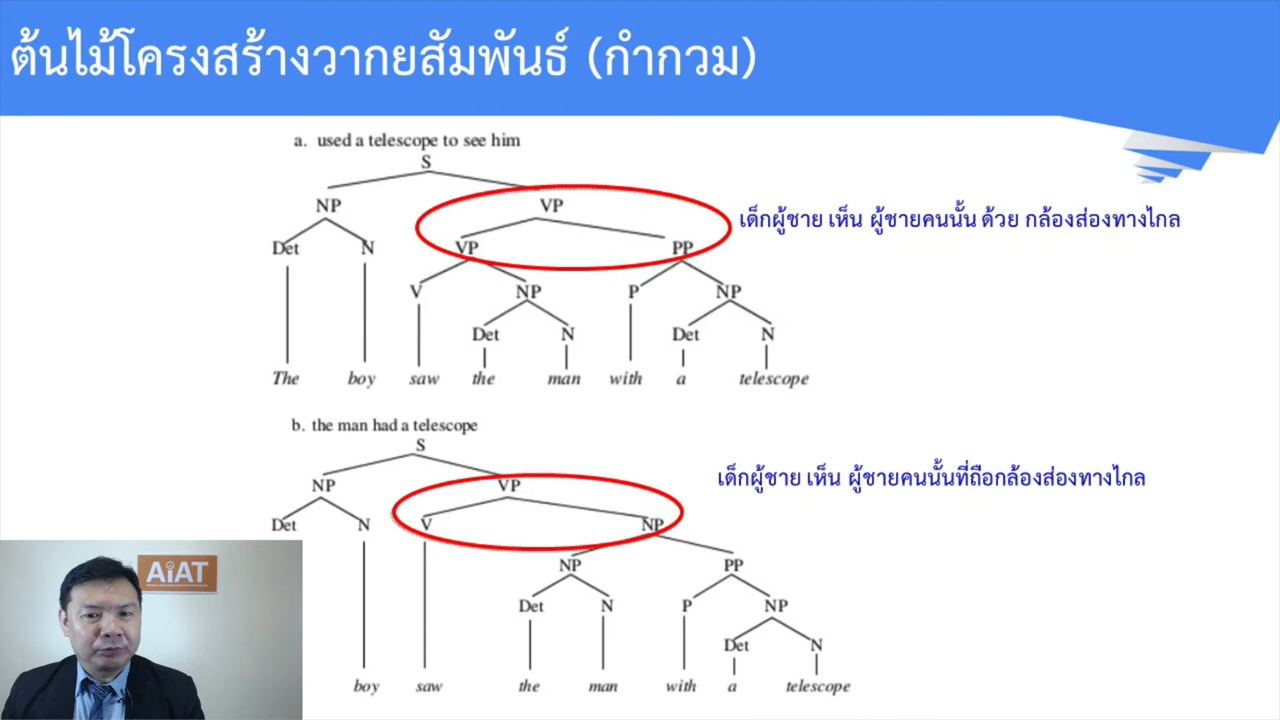 ต้นไม้โครงสร้างวากยสัมพันธ์ (กำกวม)
a. used a telescope to see him
S
NP VP
เด็กผู้ชาย เห็น ผู้ชายคนนั้น ด้วย กล้องส่องทางไกล
Det N VP PP
V NP P NP
Det N Det N
The boy saw the man with a telescope
b. the man had a telescope
S
NP VP
เด็กผู้ชาย เห็น ผู้ชายคนนั้นที่ถือกล้องส่องทางไกล
Det N V NP
NP PP
Det N P NP
Det N
boy saw the man with a telescope
AiAT